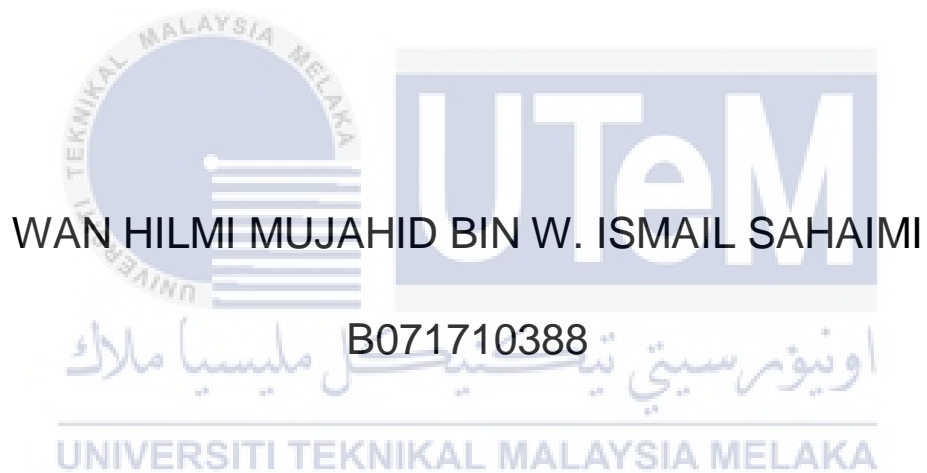 UNIVERSITI TEKNIKAL MALAYSIA MELAKA
UTeM
WAN HILMI MUJAHID BIN W. ISMAIL SAHAIMI
B071710388
اونيۏرسيتي تيكنيكل مليسيا ملاك
UNIVERSITI TEKNIKAL MALAYSIA MELAKA